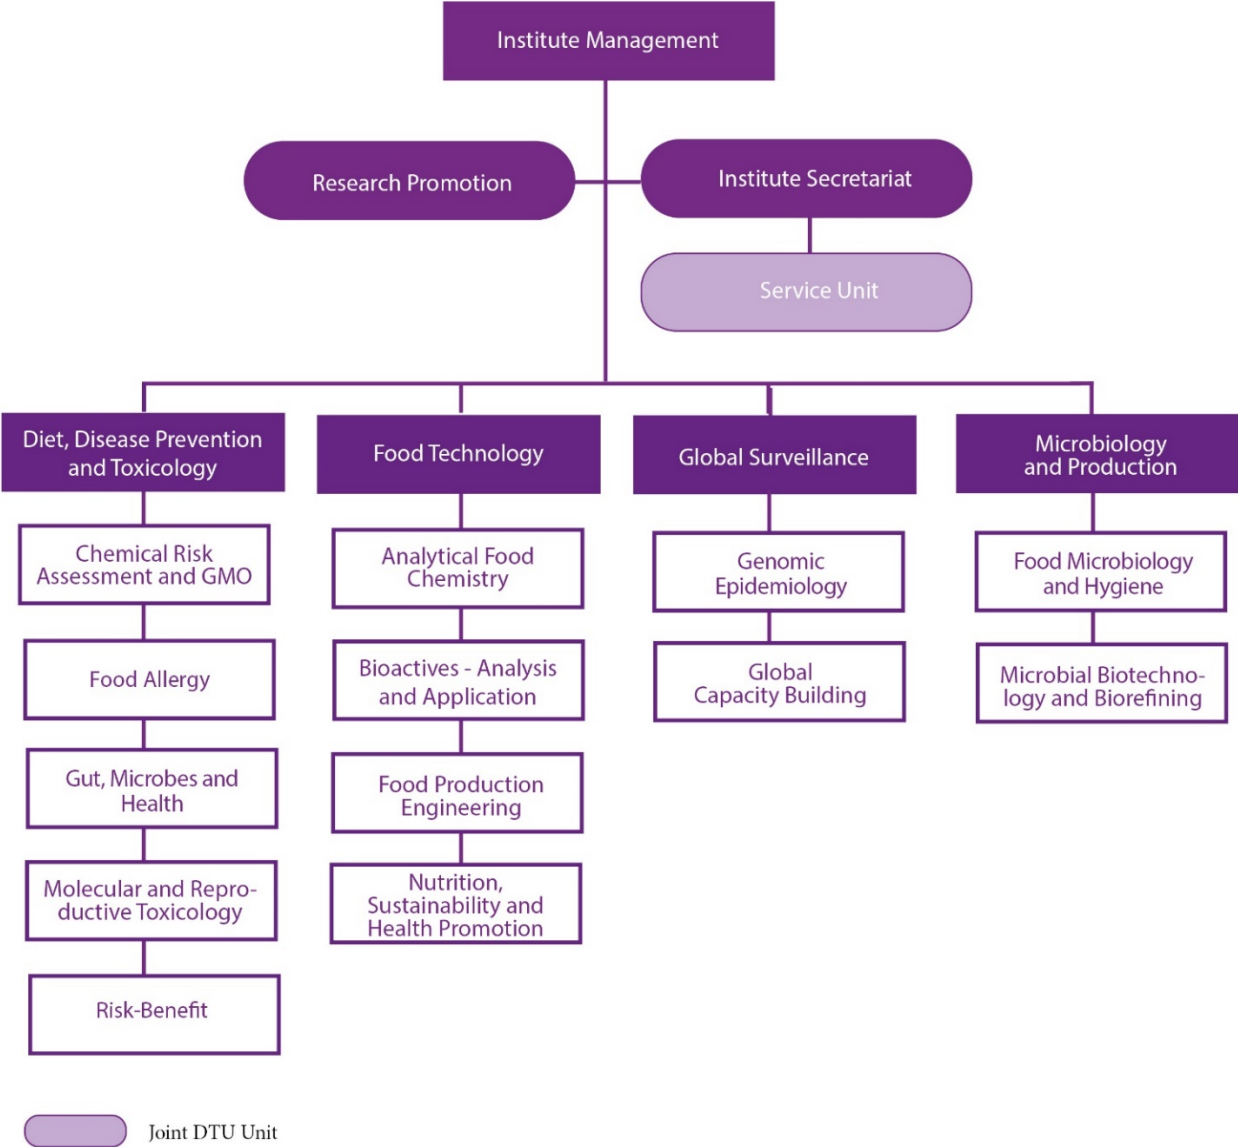 Institute Management
Research Promotion
Institute Secretariat
Service Unit
Diet, Disease Prevention
and Toxicology
Chemical Risk
Assessment and GMO
Food Allergy
Gut, Microbes and
Health
Molecular and Repro-
ductive Toxicology
Risk-Benefit
Food Technology
Analytical Food
Chemistry
Bioactives - Analysis
and Application
Food Production
Engineering
Nutrition,
Sustainability and
Health Promotion
Global Surveillance
Genomic
Epidemiology
Global
Capacity Building
Microbiology
and Production
Food Microbiology
and Hygiene
Microbial Biotechno-
logy and Biorefining
Joint DTU Unit